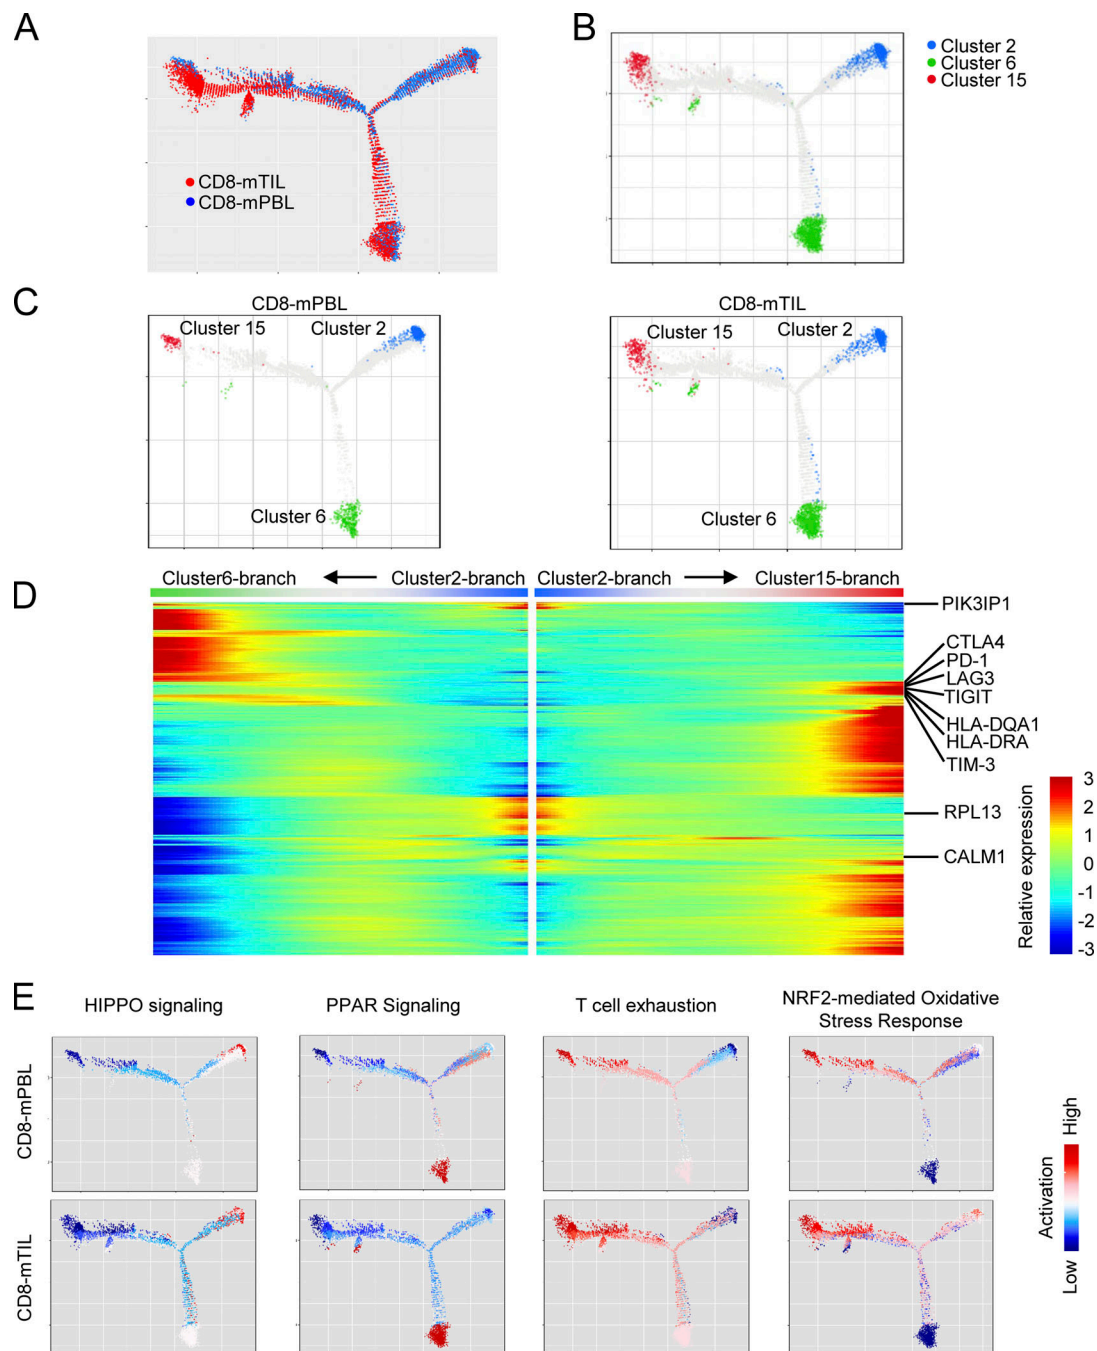 A
CD8-mTIL
CD8-mPBL
B
Cluster 2
Cluster 6
Cluster 15
C
CD8-mPBL
Cluster 15
Cluster 2
Cluster 6
CD8-mTIL
Cluster 15
Cluster 2
Cluster 6
D
Cluster6-branch
Cluster2-branch
Cluster2-branch
Cluster15-branch
PIK3IP1
CTLA4
PD-1
LAG3
TIGIT
HLA-DQA1
HLA-DRA
TIM-3
RPL13
CALM1
Relative expression
3
2
1
0
-1
-2
-3
E
HIPPO signaling
PPAR Signaling
T cell exhaustion
NRF2-mediated Oxidative
Stress Response
CD8-mPBL
CD8-mTIL
Activation
High
Low